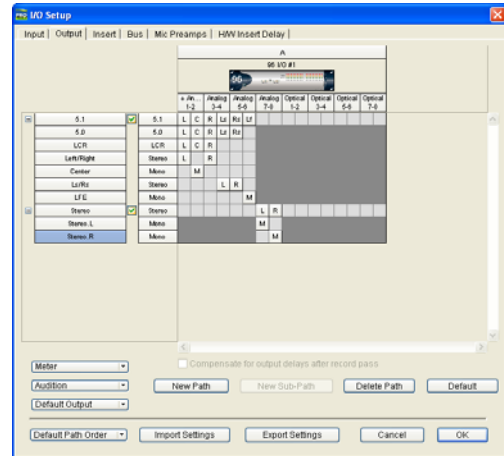 I/O Setup
Input | Output | Insert | Bus | Mic Preamps | H/W Insert Delay |
A
96 I/O #1
96
An... Analog Analog Analog Optical Optical Optical Optical
1-2 3-4 5-6 7-8 1-2 3-4 5-6 7-8
5.1 5.1 L C R Ls Rs Lf
5.0 5.0 L C R Ls Rs
LCR LCR L C R
Left/Right Stereo L R
Center Mono M
Ls/Rs Stereo L R
LFE Mono M
Stereo Stereo L R
Stereo.L Mono M
Stereo.R Mono M
Compensate for output delays after record pass
Meter
Audition New Path New Sub-Path Delete Path Default
Default Output
Default Path Order Import Settings Export Settings Cancel OK